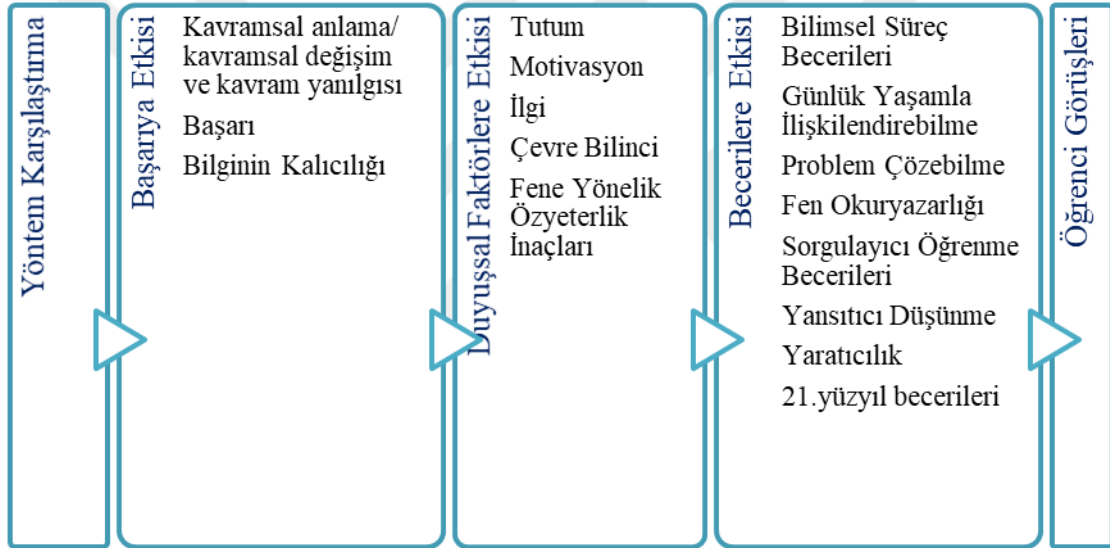 Yöntem Karşılaştırma
Başarıya Etkisi
Kavramsal anlama/
kavramsal değişim
ve kavram yanılgısı
Başarı
Bilginin Kalıcılığı
Duyuşsal Faktörlere Etkisi
Tutum
Motivasyon
İlgi
Çevre Bilinci
Fene Yönelik
Özyeterlik
İnaçları
Becerilere Etkisi
Bilimsel Süreç
Becerileri
Günlük Yaşamla
İlişkilendirebilme
Problem Çözebilme
Fen Okuryazarlığı
Sorgulayıcı Öğrenme
Becerileri
Yansıtıcı Düşünme
Yaratıcılık
21.yüzyıl becerileri
Öğrenci Görüşleri